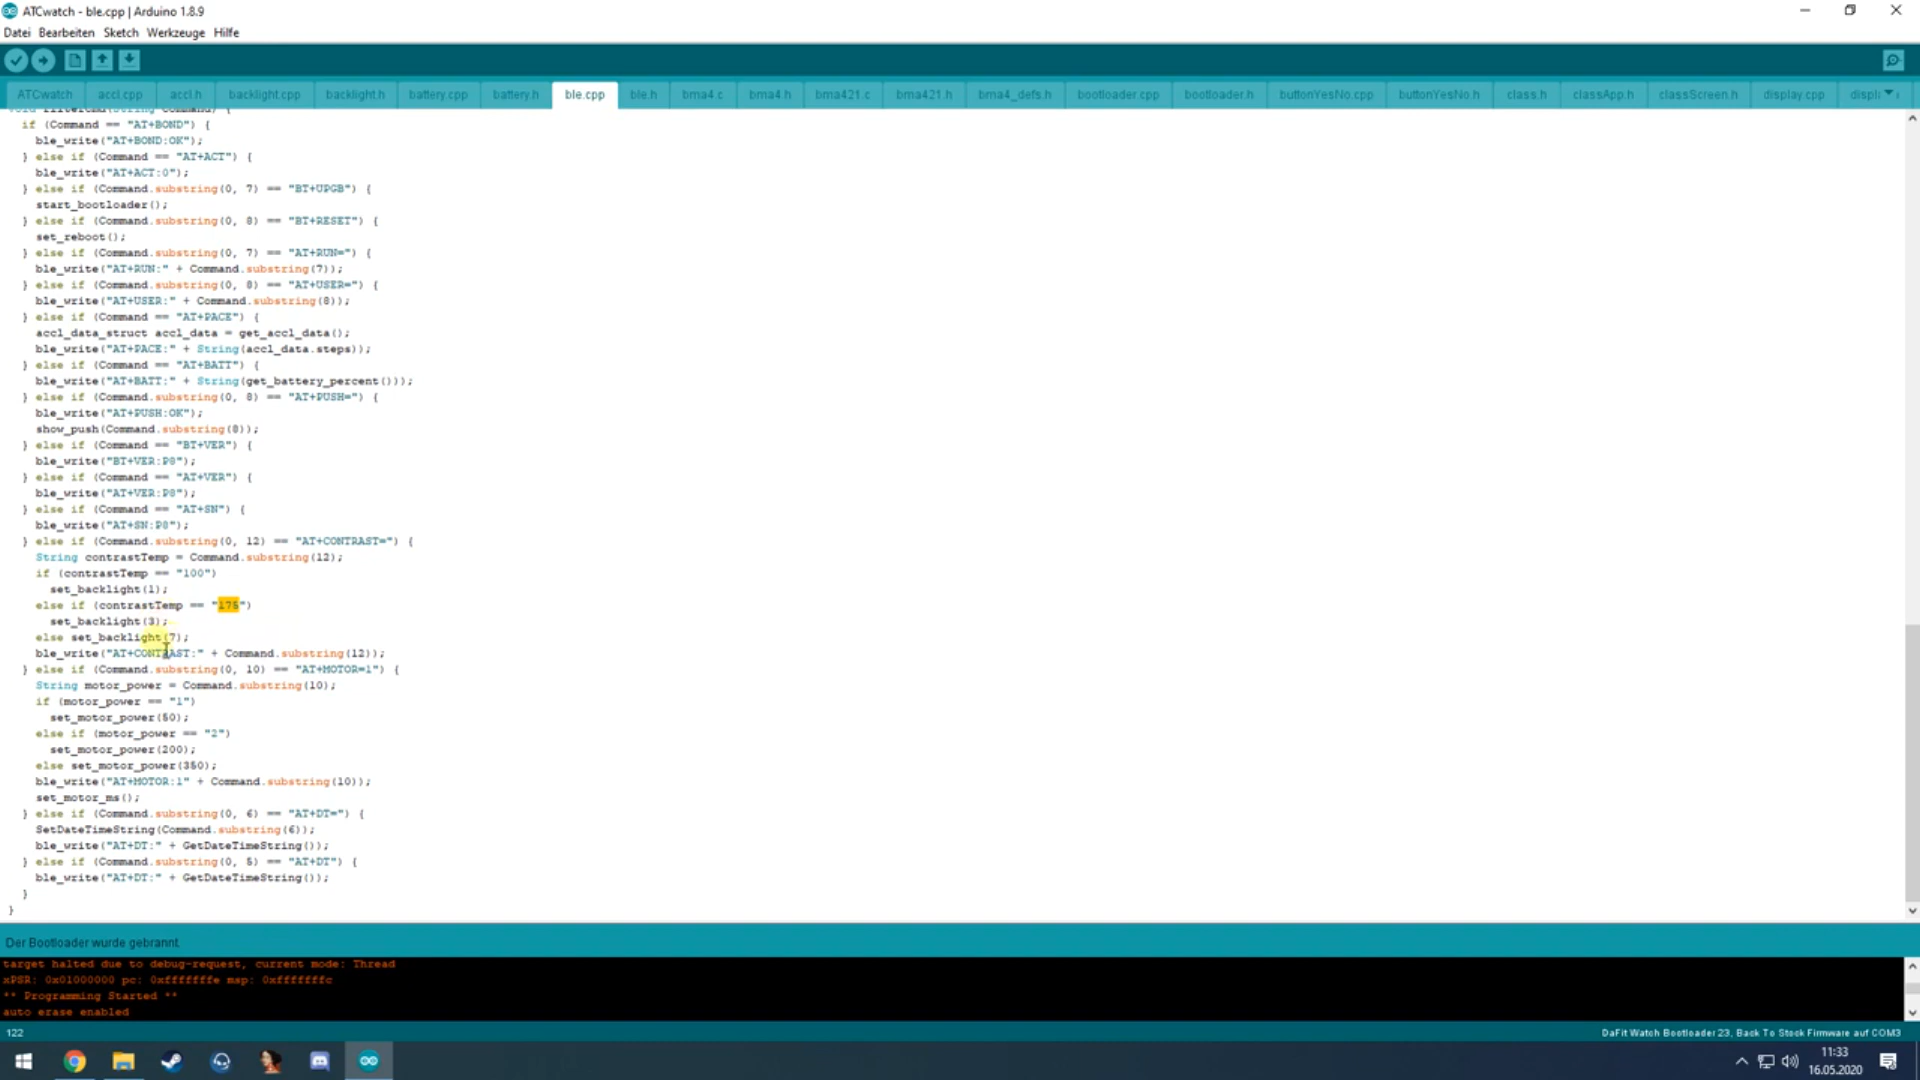 ATCwatch - ble.cpp | Arduino 1.8.9
Datei Bearbeiten Sketch Werkzeuge Hilfe
ATCwatch accl.cpp accl.h backlight.cpp backlight.h battery.cpp battery.h ble.cpp ble.h bma4.c bma4.h bma421.c bma421.h bma4_defs.h bootloader.cpp bootloader.h buttonYesNo.cpp buttonYesNo.h class.h classApp.h classScreen.h display.cpp displ
void filterCmd(String Command) {
if (Command == "AT+BOND") {
ble_write("AT+BOND:OK");
} else if (Command == "AT+ACT") {
ble_write("AT+ACT:0");
} else if (Command.substring(0, 7) == "BT+UPGB") {
start_bootloader();
} else if (Command.substring(0, 8) == "BT+RESET") {
set_reboot();
} else if (Command.substring(0, 7) == "AT+RUN=") {
ble_write("AT+RUN:" + Command.substring(7));
} else if (Command.substring(0, 8) == "AT+USER=") {
ble_write("AT+USER:" + Command.substring(8));
} else if (Command == "AT+PACE") {
accl_data_struct accl_data = get_accl_data();
ble_write("AT+PACE:" + String(accl_data.steps));
} else if (Command == "AT+BATT") {
ble_write("AT+BATT:" + String(get_battery_percent()));
} else if (Command.substring(0, 8) == "AT+PUSH=") {
ble_write("AT+PUSH:OK");
show_push(Command.substring(8));
} else if (Command == "BT+VER") {
ble_write("BT+VER:P8");
} else if (Command == "AT+VER") {
ble_write("AT+VER:P8");
} else if (Command == "AT+SN") {
ble_write("AT+SN:P8");
} else if (Command.substring(0, 12) == "AT+CONTRAST=") {
String contrastTemp = Command.substring(12);
if (contrastTemp == "100")
set_backlight(1);
else if (contrastTemp == "175")
set_backlight(3);
else set_backlight(7);
ble_write("AT+CONTRAST:" + Command.substring(12));
} else if (Command.substring(0, 10) == "AT+MOTOR=1") {
String motor_power = Command.substring(10);
if (motor_power == "1")
set_motor_power(50);
else if (motor_power == "2")
set_motor_power(200);
else set_motor_power(350);
ble_write("AT+MOTOR:1" + Command.substring(10));
set_motor_ms();
} else if (Command.substring(0, 6) == "AT+DT=") {
SetDateTimeString(Command.substring(6));
ble_write("AT+DT:" + GetDateTimeString());
} else if (Command.substring(0, 5) == "AT+DT") {
ble_write("AT+DT:" + GetDateTimeString());
}
}
Der Bootloader wurde gebrannt.
target halted due to debug-request, current mode: Thread
xPSR: 0x01000000 pc: 0xfffffffe msp: 0xfffffffc
** Programming Started **
auto erase enabled
122
DaFit Watch Bootloader 23, Back To Stock Firmware auf COM3
11:33
16.05.2020